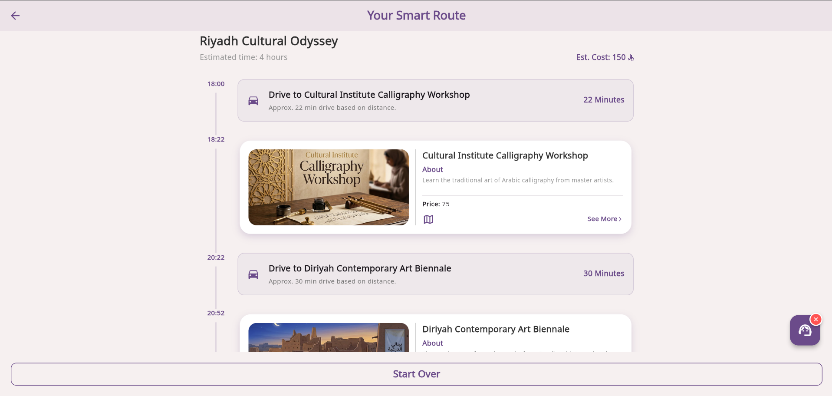 Your Smart Route
Riyadh Cultural Odyssey
Estimated time: 4 hours
Est. Cost: 150
18:00
Drive to Cultural Institute Calligraphy Workshop
Approx. 22 min drive based on distance.
22 Minutes
18:22
Cultural Institute
Calligraphy
Workshop
Cultural Institute Calligraphy Workshop
About
Learn the traditional art of Arabic calligraphy from master artists.
Price: 75
See More
20:22
Drive to Diriyah Contemporary Art Biennale
Approx. 30 min drive based on distance.
30 Minutes
20:52
Diriyah Contemporary Art Biennale
About
Start Over